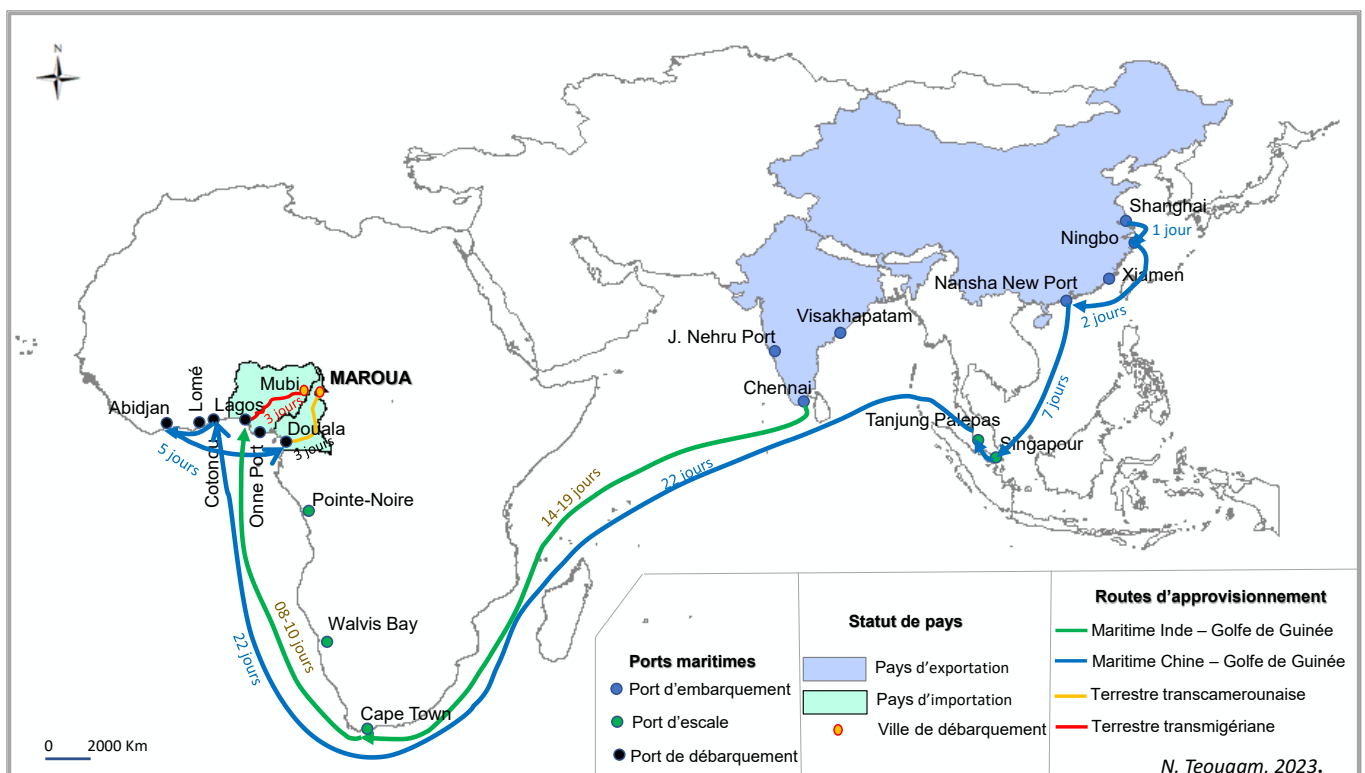 N
Shanghai
1 jour
Ningbo
Xiamen
Nansha New Port
2 jours
Visakhapatam
J. Nehru Port
7 jours
Chennai
Tanjung Palepas
Singapour
Mubi
MAROUA
Lomé
Abidjan
Lagos
3 jours
Douala
3 jours
5 jours
Cotonou
Onne Port
22 jours
14-19 jours
Pointe-Noire
08-10 jours
22 jours
Walvis Bay
Cape Town
0 2000 Km
Ports maritimes
Port d'embarquement
Port d'escale
Port de débarquement
Statut de pays
Pays d'exportation
Pays d'importation
Ville de débarquement
Routes d'approvisionnement
Maritime Inde – Golfe de Guinée
Maritime Chine – Golfe de Guinée
Terrestre transcamerounaise
Terrestre transmigériane
N. Teougam, 2023.